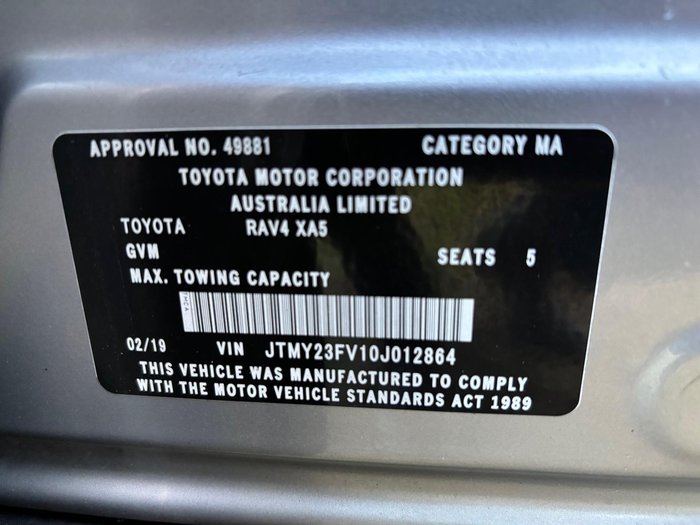 APPROVAL NO. 49881 CATEGORY MA
TOYOTA MOTOR CORPORATION
AUSTRALIA LIMITED
TOYOTA RAV4 XA5
GVM SEATS 5
MAX. TOWING CAPACITY
TMCA
02/19 VIN JTMY23FV10J012864
THIS VEHICLE WAS MANUFACTURED TO COMPLY
WITH THE MOTOR VEHICLE STANDARDS ACT 1989